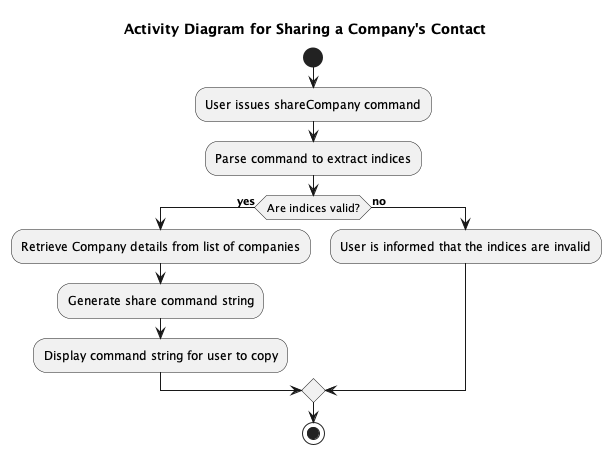 Activity Diagram for Sharing a Company's Contact
User issues shareCompany command
Parse command to extract indices
yes
Are indices valid?
no
Retrieve Company details from list of companies
User is informed that the indices are invalid
Generate share command string
Display command string for user to copy